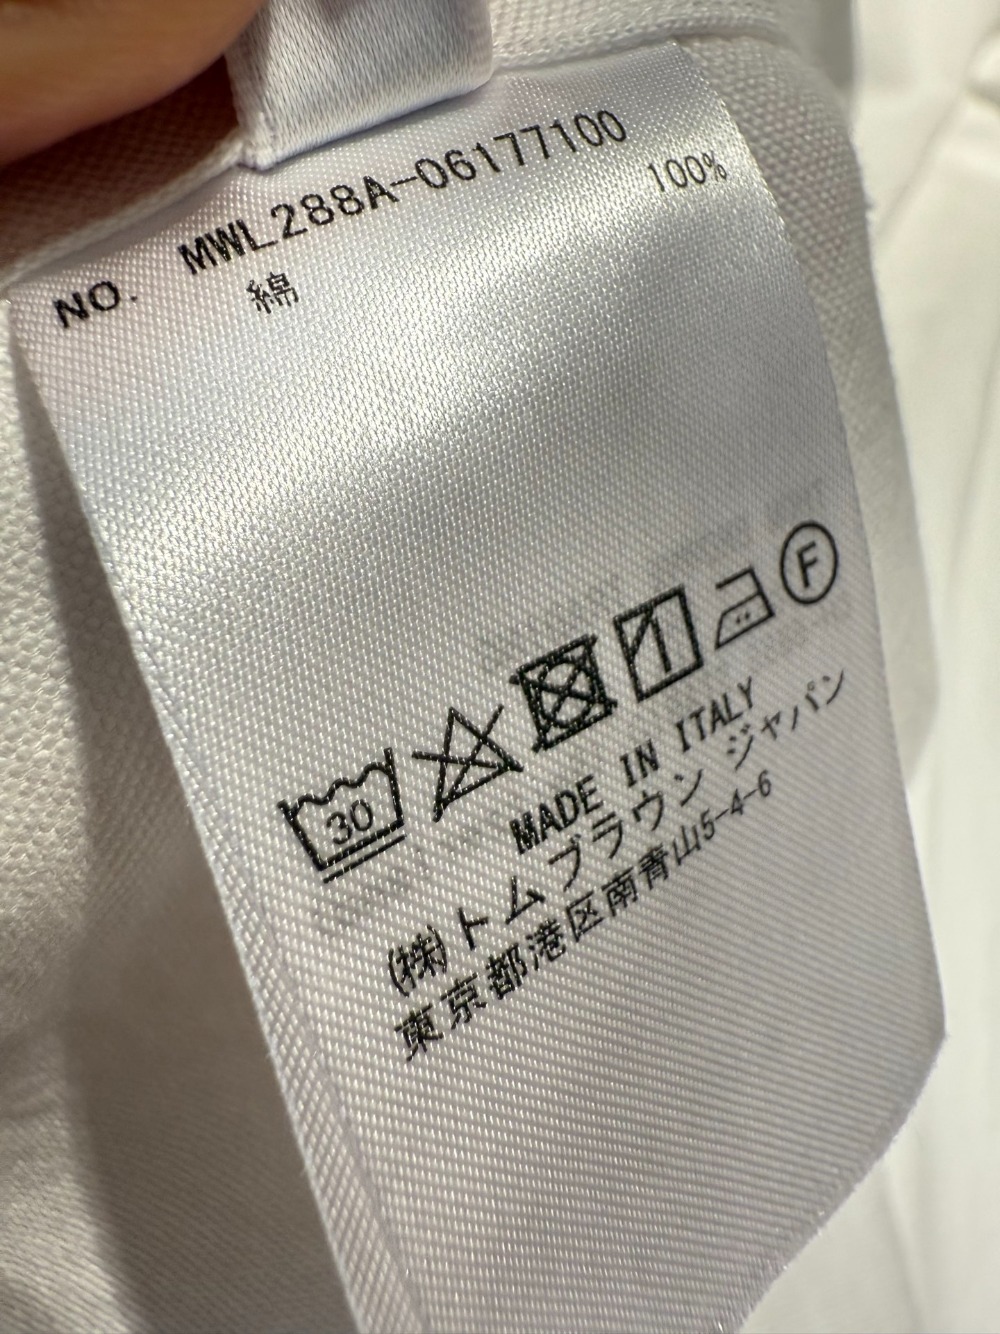 NO. MWL288A-06177100
綿 100%
30 F
MADE IN ITALY
(株)トムブラウン ジャパン
東京都港区南青山5-4-6